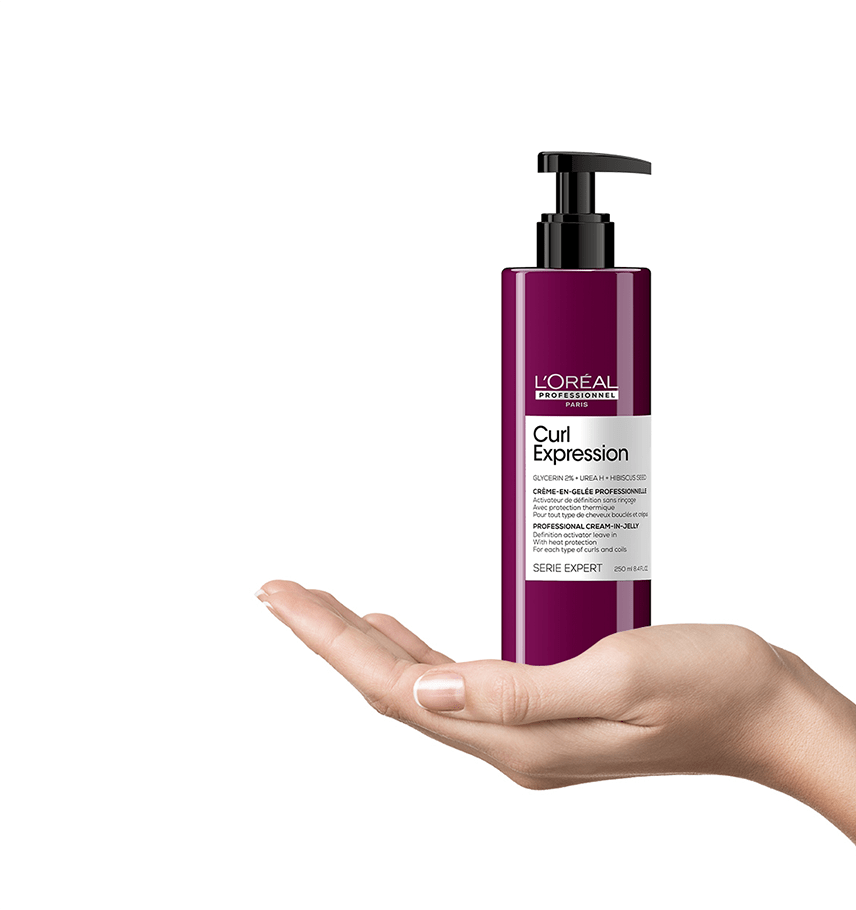 L'ORÉAL
PROFESSIONNEL
PARIS
Curl
Expression
GLYCERIN 2% + UREA H + HIBISCUS SEED
CRÈME-EN-GELÉE PROFESSIONNELLE
Activateur de définition sans rinçage
Avec protection thermique
Pour tout type de cheveux bouclés et crépus
PROFESSIONAL CREAM-IN-JELLY
Definition activator leave in
With heat protection
For each type of curls and coils
SERIE EXPERT 250 ml 8.4 FL.OZ.